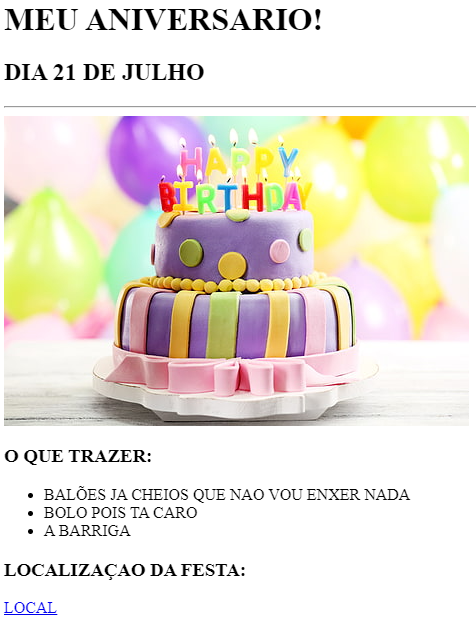 MEU ANIVERSARIO!
DIA 21 DE JULHO
HAPPY
BIRTHDAY
O QUE TRAZER:
BALÕES JA CHEIOS QUE NAO VOU ENXER NADA
BOLO POIS TA CARO
A BARRIGA
LOCALIZAÇAO DA FESTA:
LOCAL